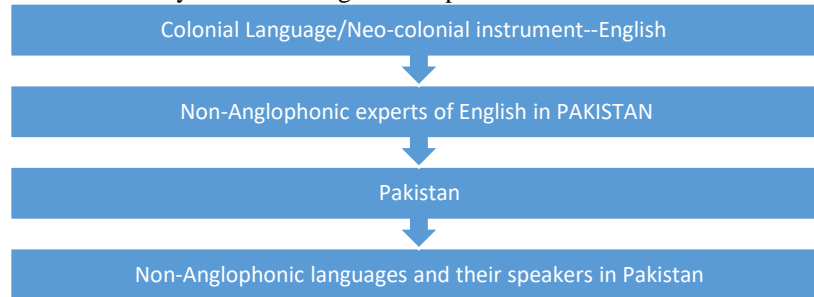 Colonial Language/Neo-colonial instrument--English
Non-Anglophonic experts of English in PAKISTAN
Pakistan
Non-Anglophonic languages and their speakers in Pakistan